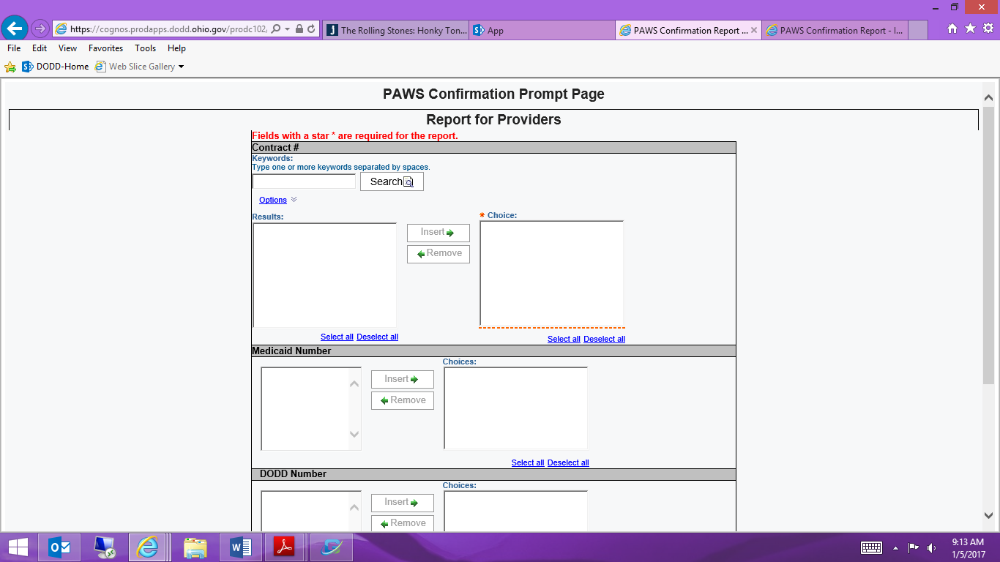 https://cognos.prodapps.dodd.ohio.gov/prodc102,
The Rolling Stones: Honky Ton...
App
PAWS Confirmation Report ...
PAWS Confirmation Report - I...
File Edit View Favorites Tools Help
DODD-Home Web Slice Gallery
PAWS Confirmation Prompt Page
Report for Providers
Fields with a star * are required for the report.
Contract #
Keywords:
Type one or more keywords separated by spaces.
Search
Options
Results:
* Choice:
Insert
Remove
Select all Deselect all
Select all Deselect all
Medicaid Number
Choices:
Insert
Remove
Select all Deselect all
DODD Number
Choices:
Insert
Remove
9:13 AM
1/5/2017